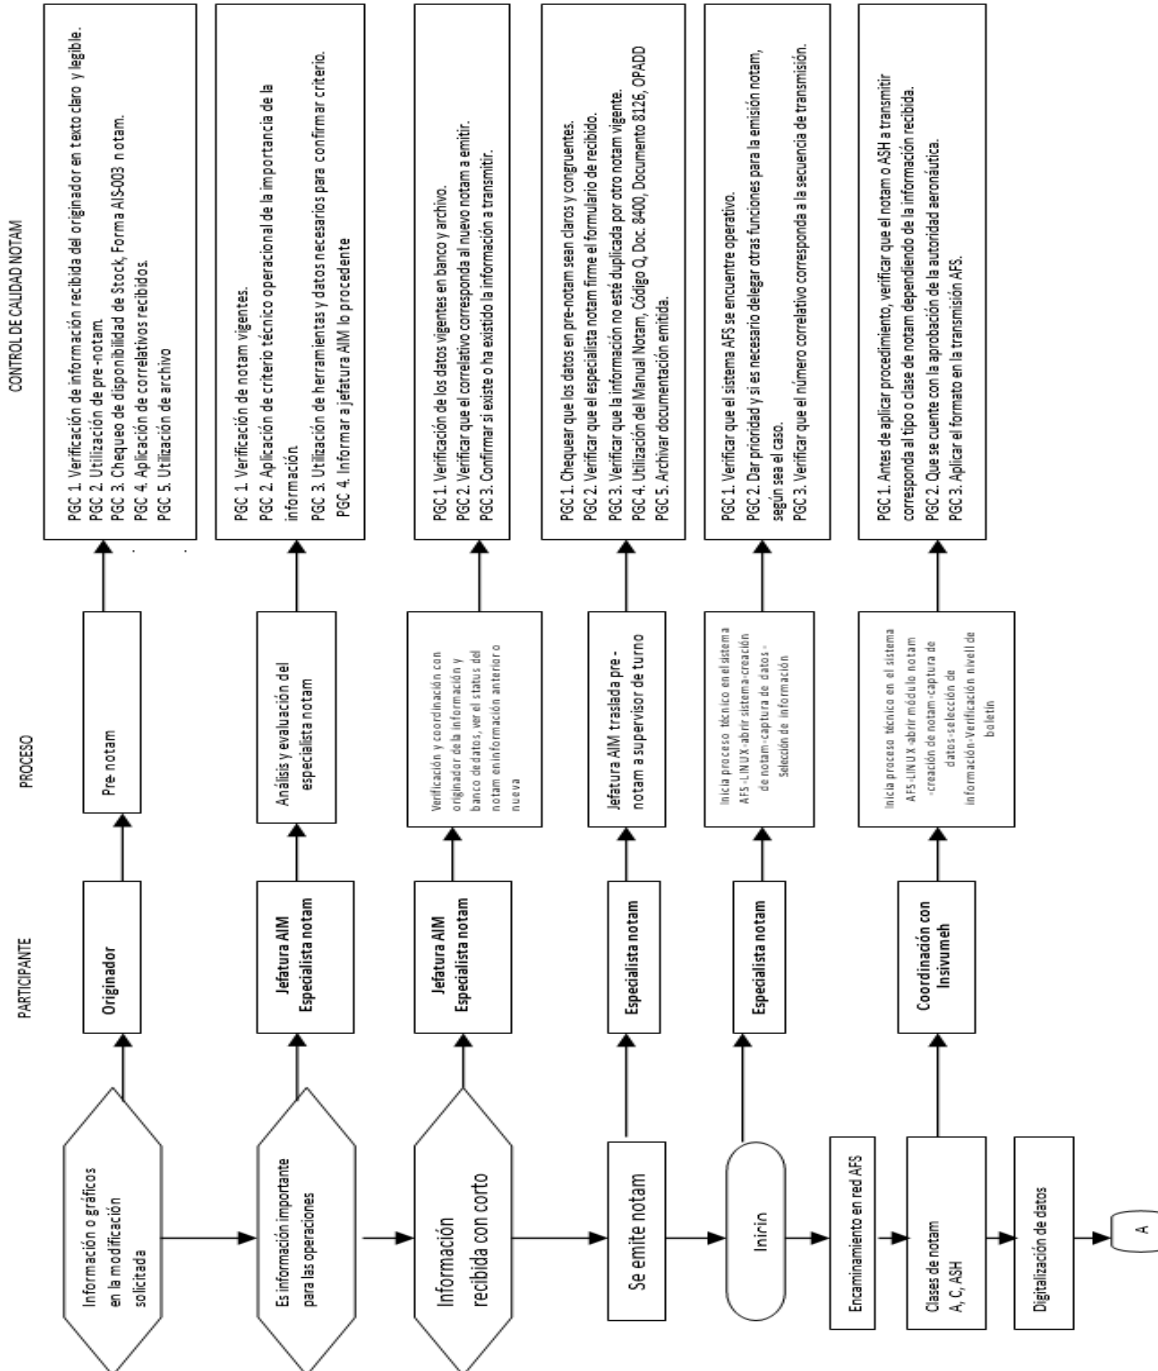 PARTICIPANTE
PROCESO
CONTROL DE CALIDAD NOTAM
Información o gráficos
en la modificación
solicitada
Originador
Pre- notam
PGC 1. Verificación de información recibida del originador en texto claro y legible.
PGC 2. Utilización de pre -notam.
PGC 3. Chequeo de disponibilidad de Stock, Forma AIS-003 n otam.
PGC 4. Aplicación de correlativos recibidos.
PGC 5. Utilización de archivo
Es información importante
para las operaciones
Jefatura AIM
Especialista notam
Análisis y evaluación del
especialista notam
PGC 1. Verificación de notam vigentes.
PGC 2. Aplicación de criterio técnico operacional de la importancia de la
información.
PGC 3. Utilización de herramientas y datos necesarios para confirmar criterio.
PGC 4. Informar a jefatura AIM lo procedente
Información
recibida con corto
Jefatura AIM
Especialista notam
Verificación y coordinación con
originador de la información y
banco de datos, ver el status del
notam en información anterior o
nueva
PGC 1. Verificación de los datos vigentes en banco y archivo.
PGC 2. Verificar que el correlativo corresponda al nuevo notam a emitir.
PGC 3. Confirmar si existe o ha existido la información a transmitir.
Se emite notam
Especialista notam
Jefatura AIM traslada pre -
notam a supervisor de turno
PGC 1. Chequear que los datos en pre-notam sean claros y congruentes.
PGC 2. Verificar que el especialista notam firme el formulario de recibido.
PGC 3. Verificar que la información no esté duplicada por otro notam vigente.
PGC 4. Utilización del Manual Notam, Código Q, Doc. 8400, Documento 8126, OPADD
PGC 5. Archivar documentación emitida.
Inicio
Especialista notam
Inicia proceso técnico en el sistema
AFS -LINUX-abrir sistema-creación
de notam-captura de datos -
Selección de información
PGC 1. Verificar que el sistema AFS se encuentre operativo.
PGC 2. Dar prioridad y si es necesario delegar otras funciones para la emisión notam,
según sea el caso.
PGC 3. Verificar que el número correlativo corresponda a la secuencia de transmisión.
Encaminamiento en red AFS
Clases de notam
A, C, ASH
Coordinación con
Insivumeh
Inicia proceso técnico en el sistema
AFS -LINUX -abrir módulo notam
-creación de notam-captura de
datos-selección de
información-Verificación nivell de
boletín
PGC 1. Antes de aplicar procedimiento, verificar que el notam o ASH a transmitir
corresponda al tipo o clase de notam dependiendo de la información recibida.
PGC 2. Que se cuente con la aprobación de la autoridad aeronáutica.
PGC 3. Aplicar el formato en la transmisión AFS.
Digitalización de datos
A